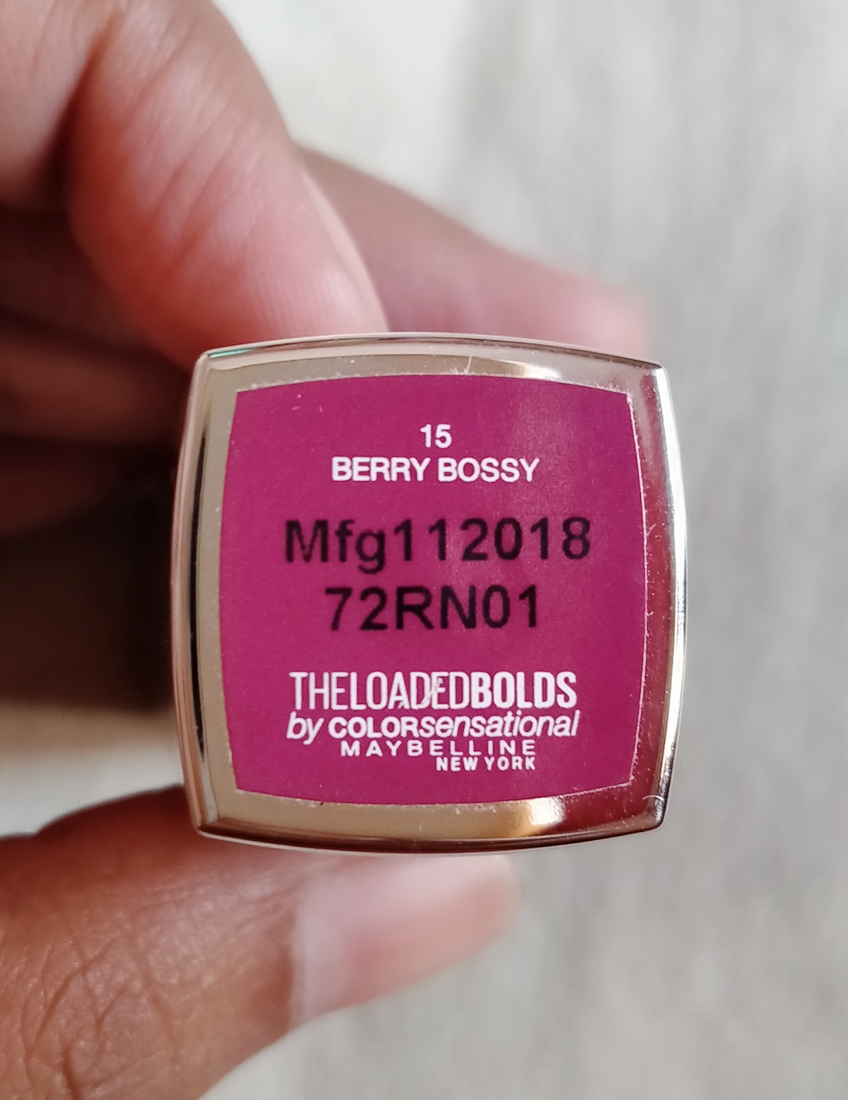 15
BERRY BOSSY
Mfg112018
72RN01
THELOADEDBOLDS
by COLORsensational
MAYBELLINE
NEW YORK